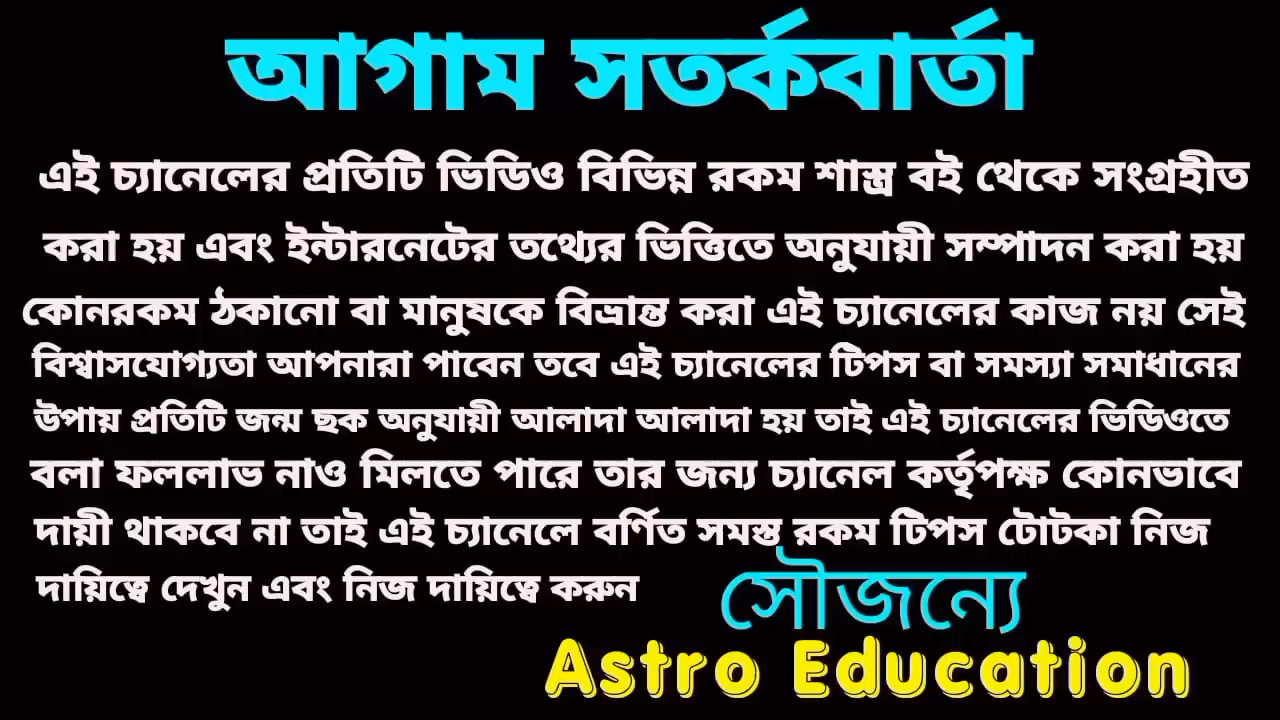 আগাম সতর্কবার্তা
এই চ্যানেলের প্রতিটি ভিডিও বিভিন্ন রকম শাস্ত্র বই থেকে সংগ্রহীত
করা হয় এবং ইন্টারনেটের তথ্যের ভিত্তিতে অনুযায়ী সম্পাদন করা হয়
কোনরকম ঠকানো বা মানুষকে বিভ্রান্ত করা এই চ্যানেলের কাজ নয় সেই
বিশ্বাসযোগ্যতা আপনারা পাবেন তবে এই চ্যানেলের টিপস বা সমস্যা সমাধানের
উপায় প্রতিটি জন্ম ছক অনুযায়ী আলাদা আলাদা হয় তাই এই চ্যানেলের ভিডিওতে
বলা ফললাভ নাও মিলতে পারে তার জন্য চ্যানেল কর্তৃপক্ষ কোনভাবে
দায়ী থাকবে না তাই এই চ্যানেলে বর্ণিত সমস্ত রকম টিপস টোটকা নিজ
দায়িত্বে দেখুন এবং নিজ দায়িত্বে করুন
সৌজন্যে
Astro Education